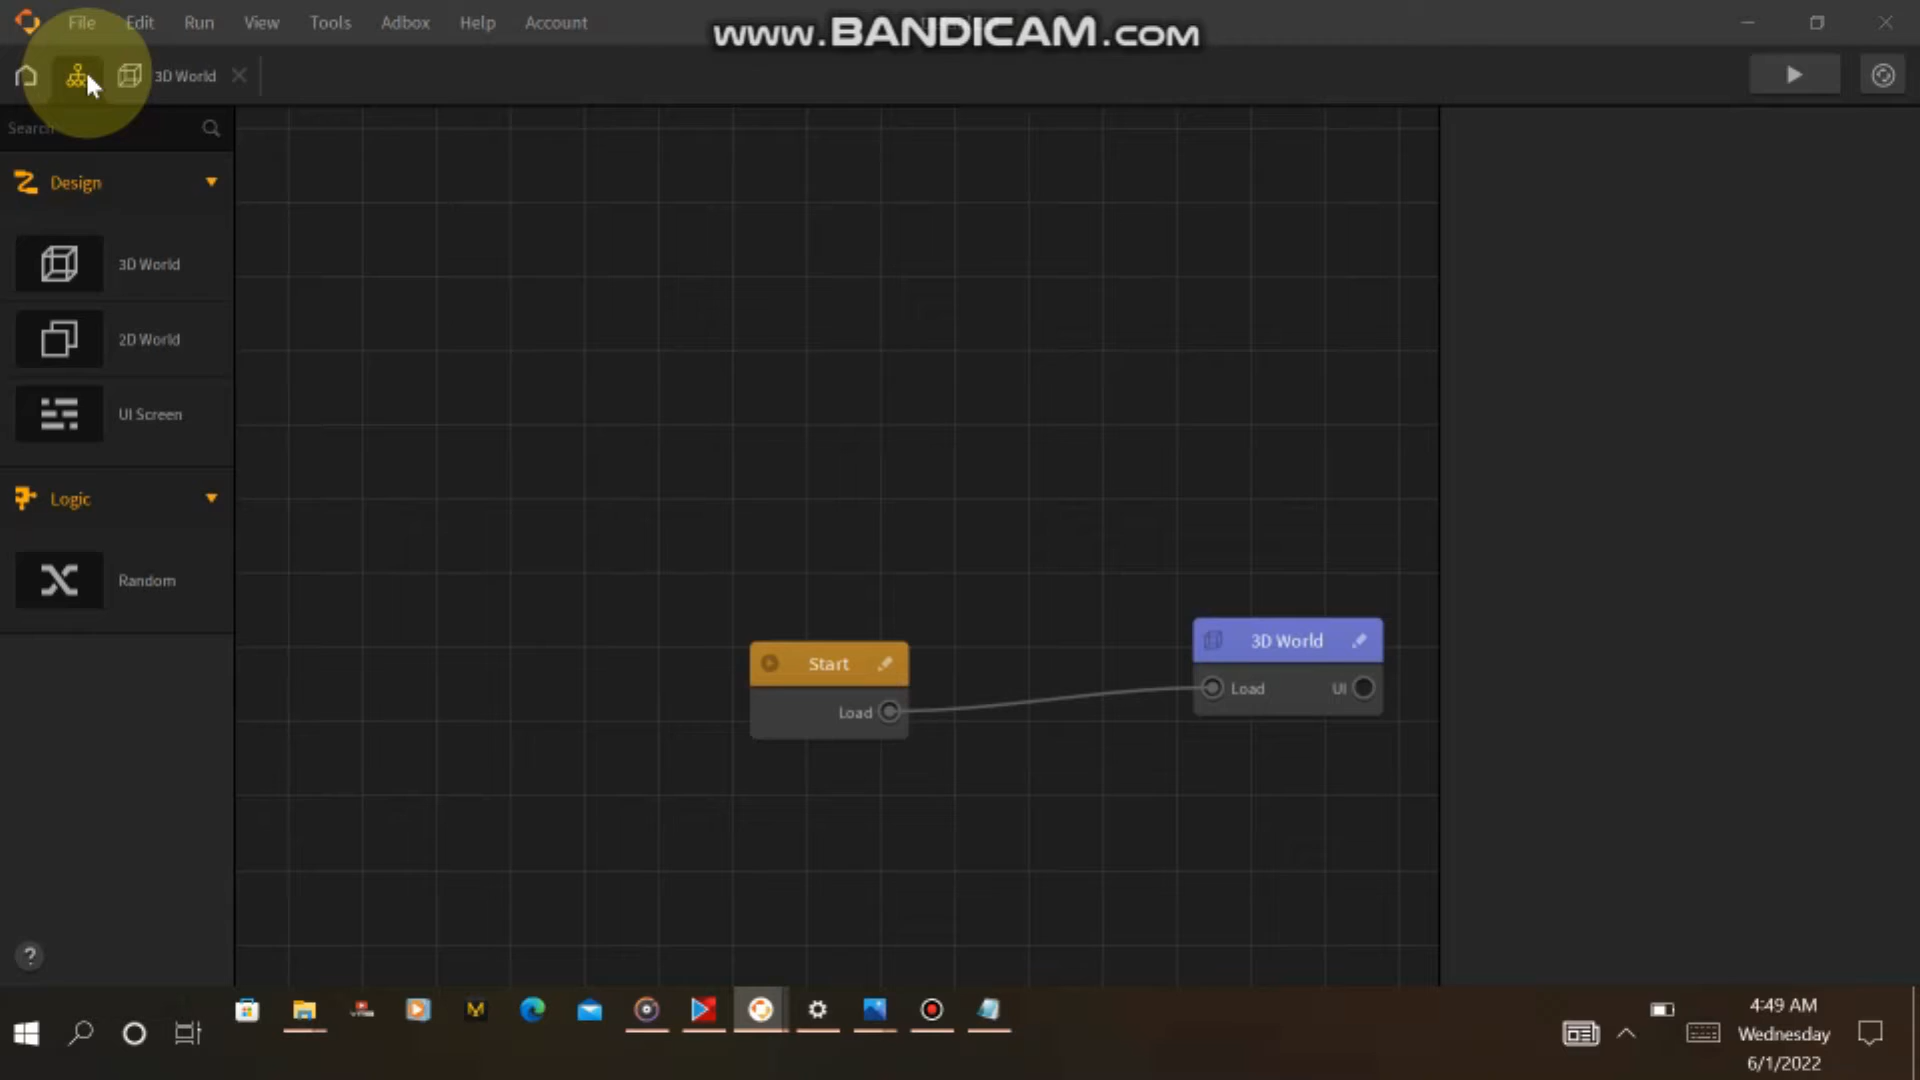 File Edit Run View Tools Adbox Help Account
www.BANDICAM.com
3D World
Search
Design
3D World
2D World
UI Screen
Logic
Random
Start
Load
3D World
Load UI
?
4:49 AM
Wednesday
6/1/2022